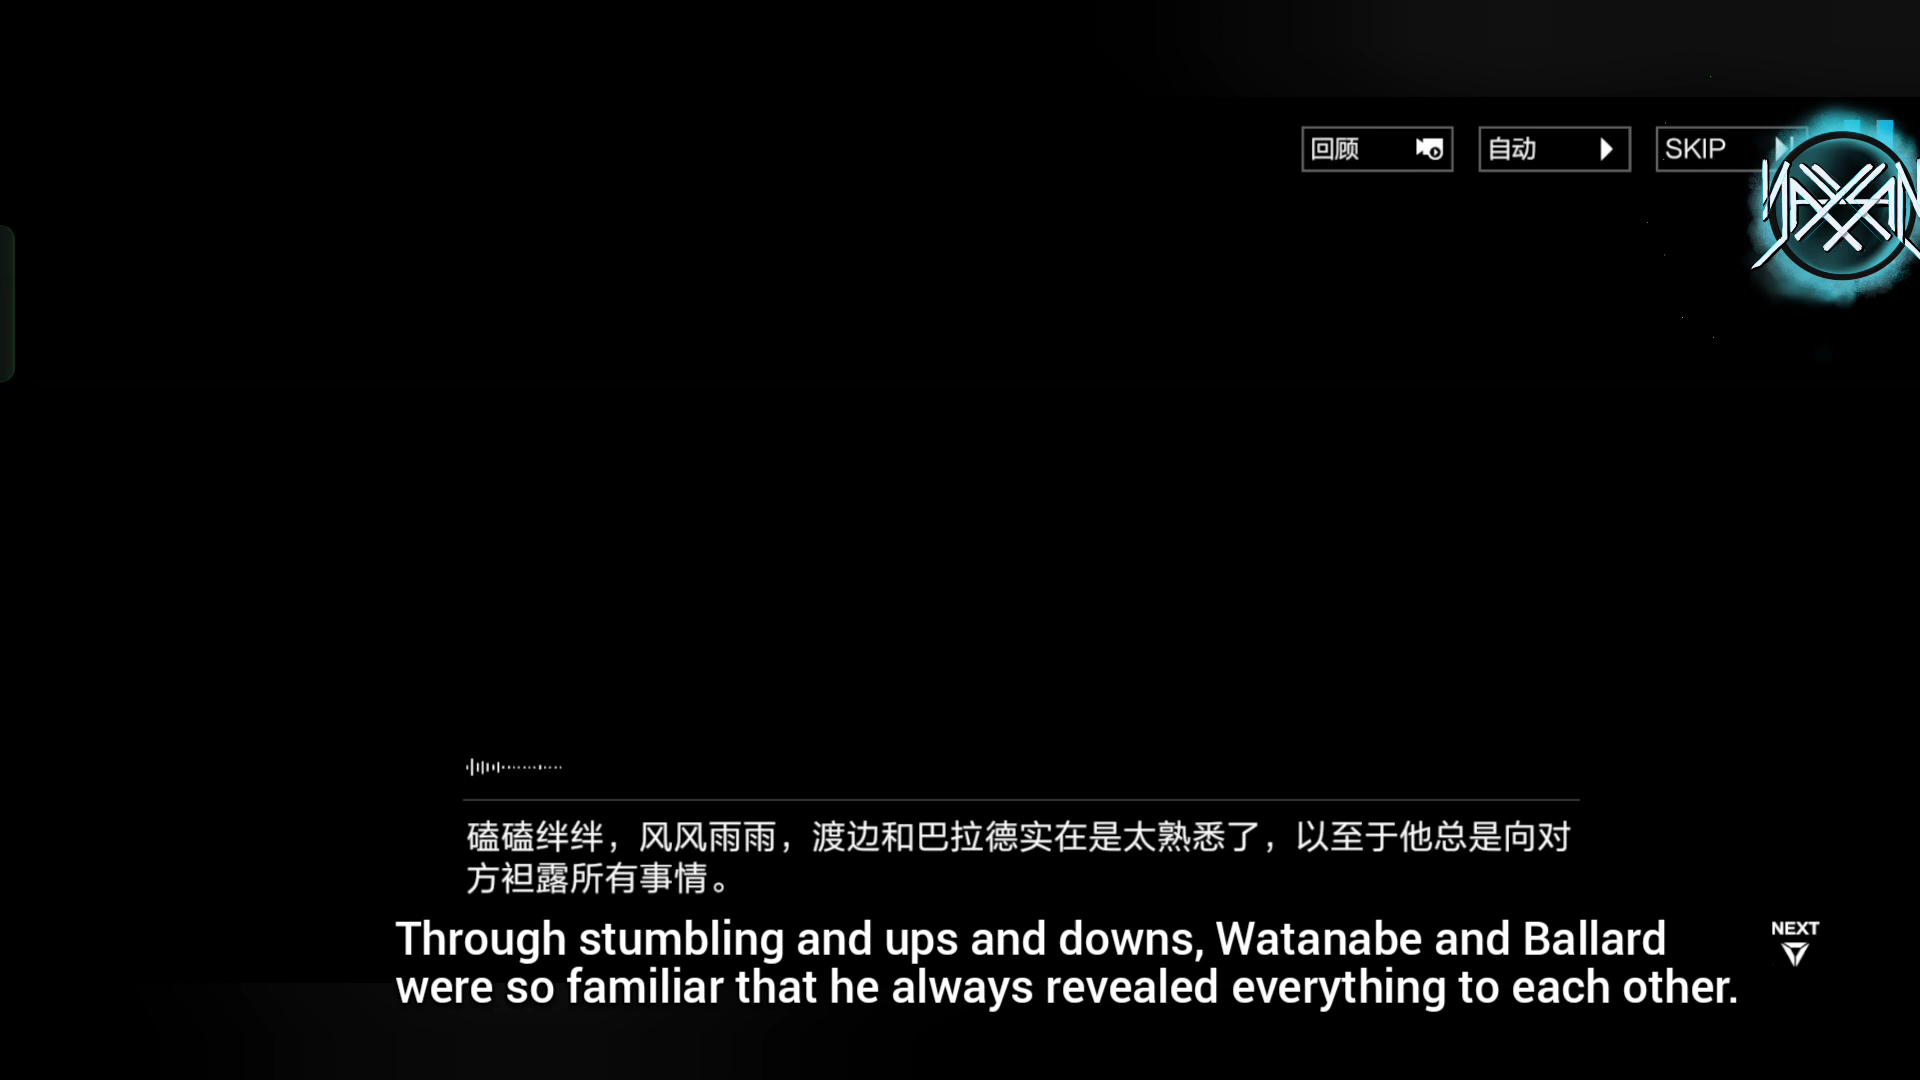 回顾
自动
SKIP
磕磕绊绊，风风雨雨，渡边和巴拉德实在是太熟悉了，以至于他总是向对
方袒露所有事情。
Through stumbling and ups and downs, Watanabe and Ballard
were so familiar that he always revealed everything to each other.
NEXT